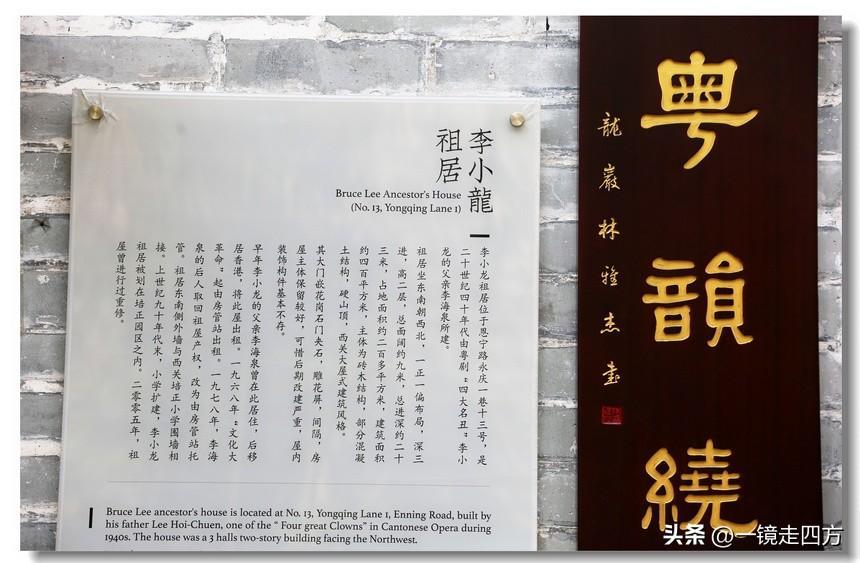 李小龍
祖居
Bruce Lee Ancestor's House
(No. 13, Yongqing Lane 1)
李小龙祖居位于恩宁路永庆一巷十三号，是
二十世纪四十年代由粤剧“四大名丑”李小
龙的父亲李海泉所建。
祖居坐东南朝西北，一正一偏布局，深三
进，高二层，总面阔约九米，总进深约二十
三米，占地面积约二百多平方米，建筑面积
约四百平方米，主体为砖木结构，部分混凝
土结构，硬山顶，西关大屋式建筑风格。
其大门嵌花岗石门夹石，雕花屏，间隔，房
屋主体保留较好，可惜后期改建严重，屋内
装饰构件基本不存。
早年李小龙的父亲李海泉曾在此居住，后移
居香港，将此屋出租。一九六八年“文化大
革命”起由房管站出租。一九七八年，李海
泉的后人取回祖屋产权，改为由房管站托
管。祖居东南侧外墙与西关培正小学围墙相
接。上世纪九十年代末，小学扩建，李小龙
祖居被划在培正园区之内。二零零五年，祖
屋曾进行过重修。
Bruce Lee ancestor's house is located at No. 13, Yongqing Lane 1, Enning Road, built by
his father Lee Hoi-Chuen, one of the “ Four great Clowns” in Cantonese Opera during
1940s. The house was a 3 halls two-story building facing the Northwest.
粤韻繞
龍巖林雅杰書
头条 @一镜走四方